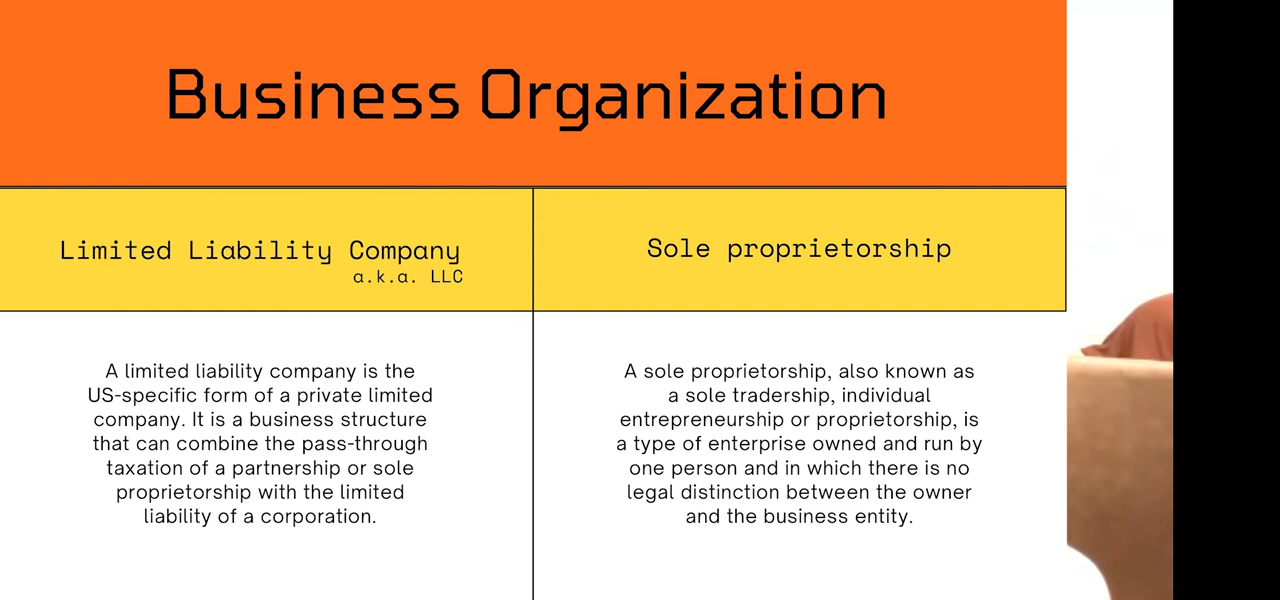 Business Organization
Limited Liability Company
a.k.a. LLC
Sole proprietorship
A limited liability company is the
US-specific form of a private limited
company. It is a business structure
that can combine the pass-through
taxation of a partnership or sole
proprietorship with the limited
liability of a corporation.
A sole proprietorship, also known as
a sole tradership, individual
entrepreneurship or proprietorship, is
a type of enterprise owned and run by
one person and in which there is no
legal distinction between the owner
and the business entity.